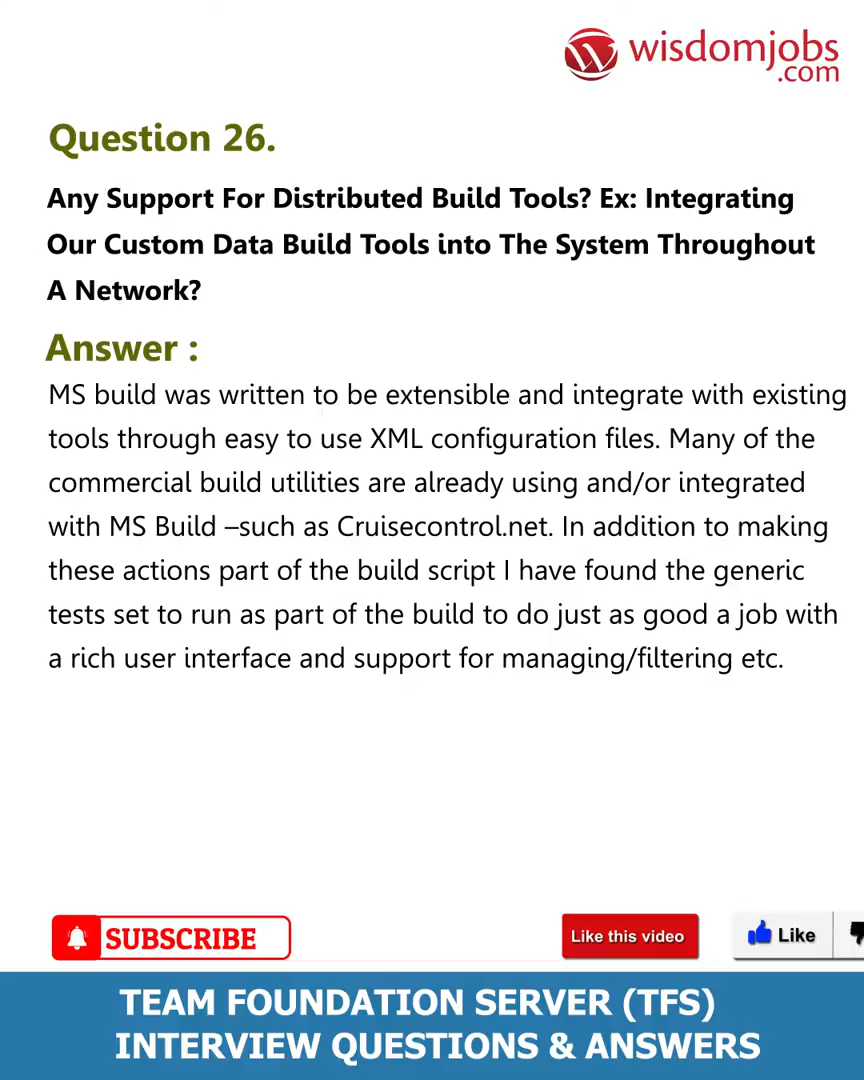 wisdomjobs
.com
Question 26.
Any Support For Distributed Build Tools? Ex: Integrating
Our Custom Data Build Tools into The System Throughout
A Network?
Answer :
MS build was written to be extensible and integrate with existing
tools through easy to use XML configuration files. Many of the
commercial build utilities are already using and/or integrated
with MS Build –such as Cruisecontrol.net. In addition to making
these actions part of the build script I have found the generic
tests set to run as part of the build to do just as good a job with
a rich user interface and support for managing/filtering etc.
SUBSCRIBE
Like this video
Like
TEAM FOUNDATION SERVER (TFS)
INTERVIEW QUESTIONS & ANSWERS